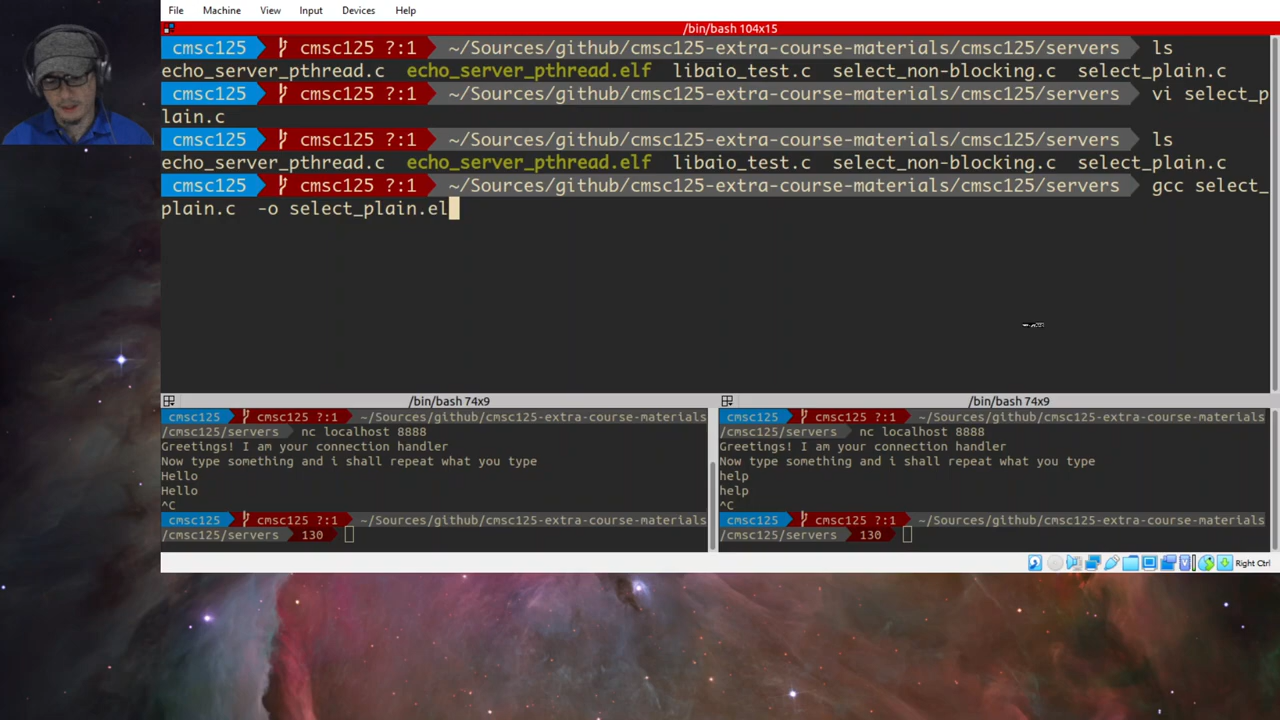 File Machine View Input Devices Help
/bin/bash 104x15
cmsc125 cmsc125 ?:1 ~/Sources/github/cmsc125-extra-course-materials/cmsc125/servers ls
echo_server_pthread.c echo_server_pthread.elf libaio_test.c select_non-blocking.c select_plain.c
cmsc125 cmsc125 ?:1 ~/Sources/github/cmsc125-extra-course-materials/cmsc125/servers vi select_p
lain.c
cmsc125 cmsc125 ?:1 ~/Sources/github/cmsc125-extra-course-materials/cmsc125/servers ls
echo_server_pthread.c echo_server_pthread.elf libaio_test.c select_non-blocking.c select_plain.c
cmsc125 cmsc125 ?:1 ~/Sources/github/cmsc125-extra-course-materials/cmsc125/servers gcc select_
plain.c -o select_plain.el
/bin/bash 74x9
cmsc125 cmsc125 ?:1 ~/Sources/github/cmsc125-extra-course-materials
/cmsc125/servers nc localhost 8888
Greetings! I am your connection handler
Now type something and i shall repeat what you type
Hello
Hello
^C
cmsc125 cmsc125 ?:1 ~/Sources/github/cmsc125-extra-course-materials
/cmsc125/servers 130
/bin/bash 74x9
cmsc125 cmsc125 ?:1 ~/Sources/github/cmsc125-extra-course-materials
/cmsc125/servers nc localhost 8888
Greetings! I am your connection handler
Now type something and i shall repeat what you type
help
help
^C
cmsc125 cmsc125 ?:1 ~/Sources/github/cmsc125-extra-course-materials
/cmsc125/servers 130
Right Ctrl